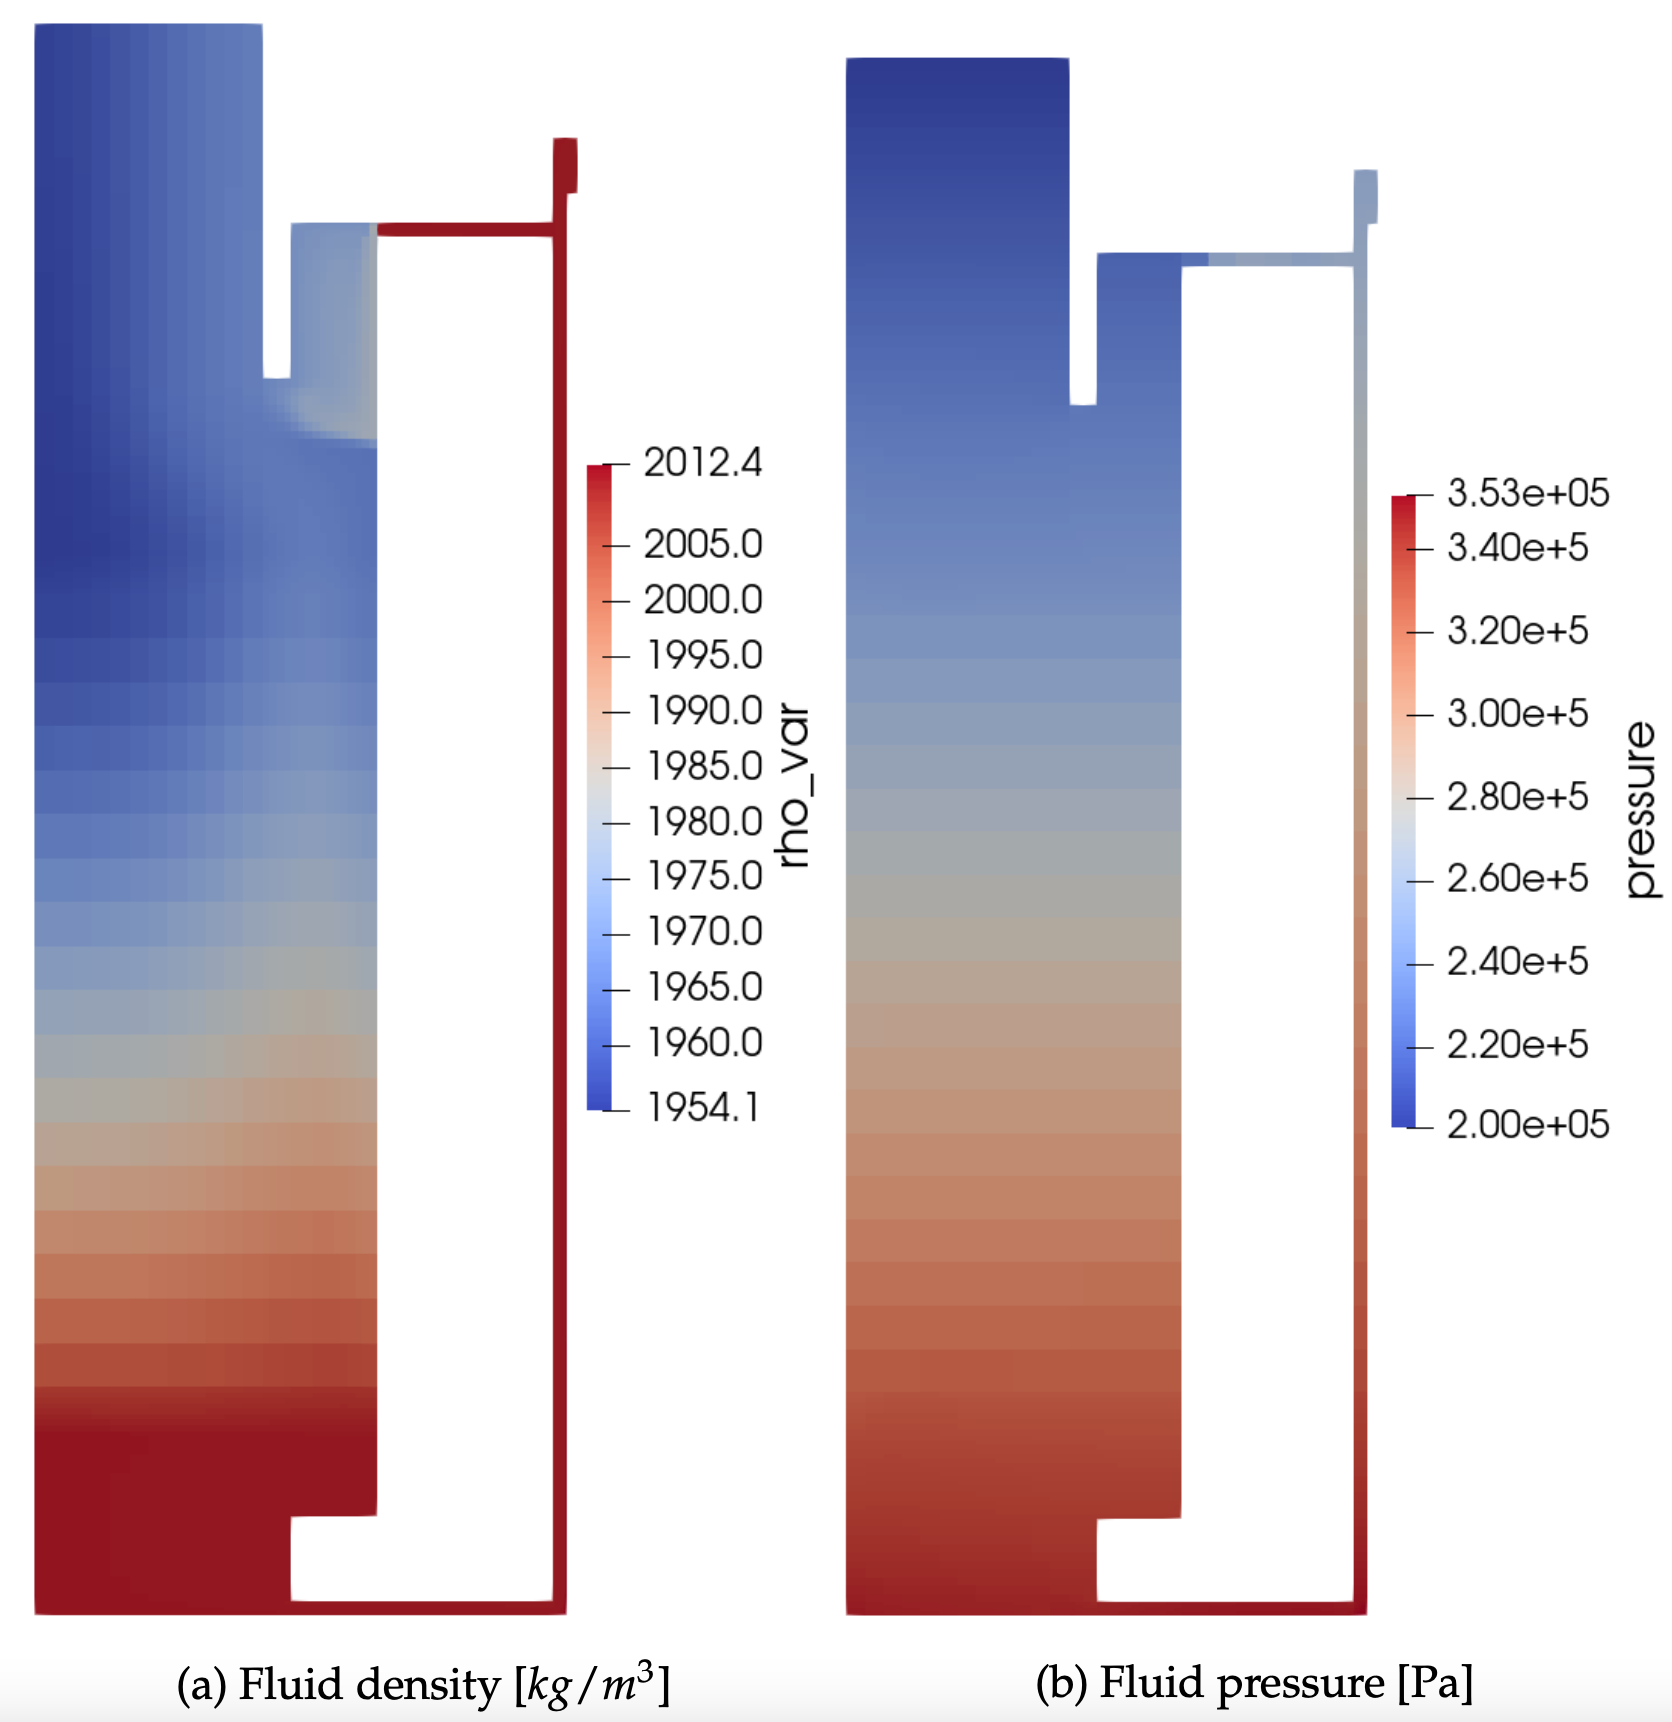 2012.4
2005.0
2000.0
1995.0
1990.0
1985.0
1980.0
1975.0
1970.0
1965.0
1960.0
1954.1
rho_var
3.53e+05
3.40e+5
3.20e+5
3.00e+5
2.80e+5
2.60e+5
2.40e+5
2.20e+5
2.00e+05
pressure
(a) Fluid density [kg/m³]
(b) Fluid pressure [Pa]